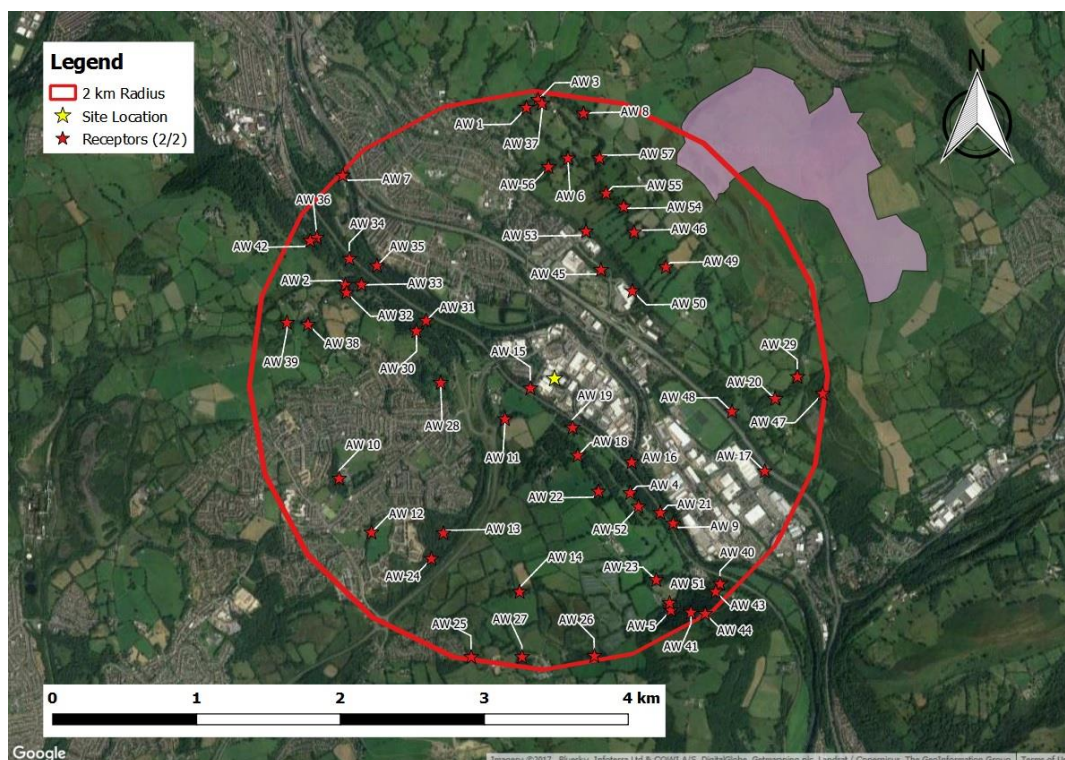 Legend
2 km Radius
Site Location
Receptors (2/2)
N
AW 3
AW 1
AW 8
AW 37
AW 57
AW 7
AW 56
AW 6
AW 55
AW 54
AW 36
AW 34
AW 53
AW 46
AW 42
AW 35
AW 45
AW 49
AW 2
AW 33
AW 50
AW 31
AW 32
AW 38
AW 39
AW 30
AW 15
AW 29
AW 19
AW 20
AW 48
AW 47
AW 28
AW 11
AW 18
AW 17
AW 10
AW 16
AW 4
AW 22
AW 21
AW 12
AW 13
AW 52
AW 9
AW 24
AW 14
AW 40
AW 23
AW 51
AW 43
AW 5
AW 44
AW 25
AW 27
AW 26
AW 41
0 1 2 3 4 km
Google